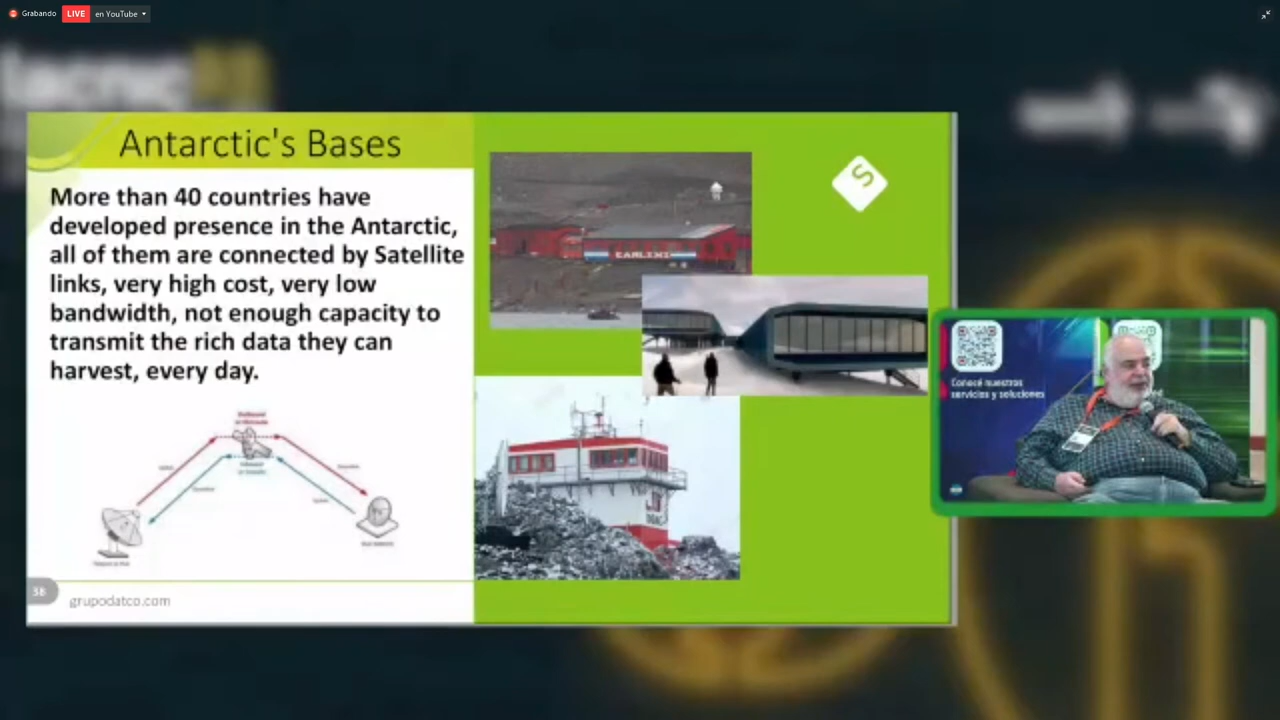 Grabando
LIVE
en YouTube
Antarctic's Bases
More than 40 countries have
developed presence in the Antarctic,
all of them are connected by Satellite
links, very high cost, very low
bandwidth, not enough capacity to
transmit the rich data they can
harvest, every day.
CARLINI
S
Conocé nuestros
servicios y soluciones
38
grupodatco.com